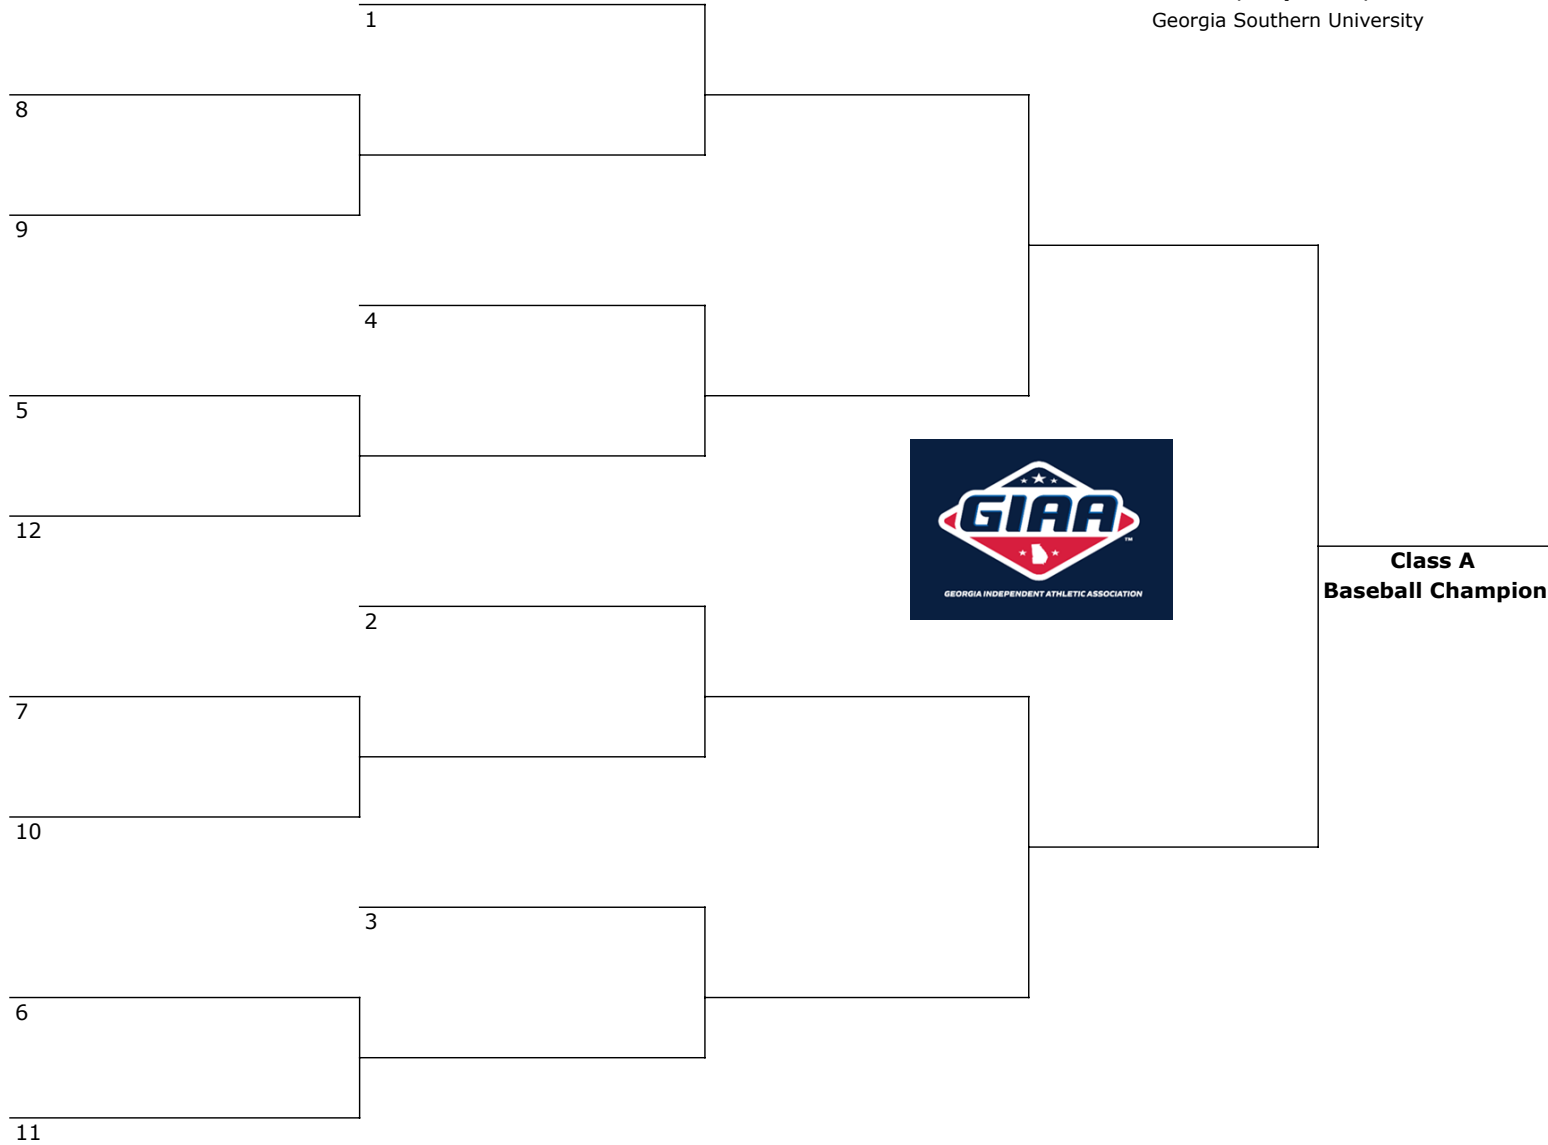 1
Georgia Southern University
8
9
4
5
12
GIAA
TM
GEORGIA INDEPENDENT ATHLETIC ASSOCIATION
Class A
Baseball Champion
2
7
10
3
6
11